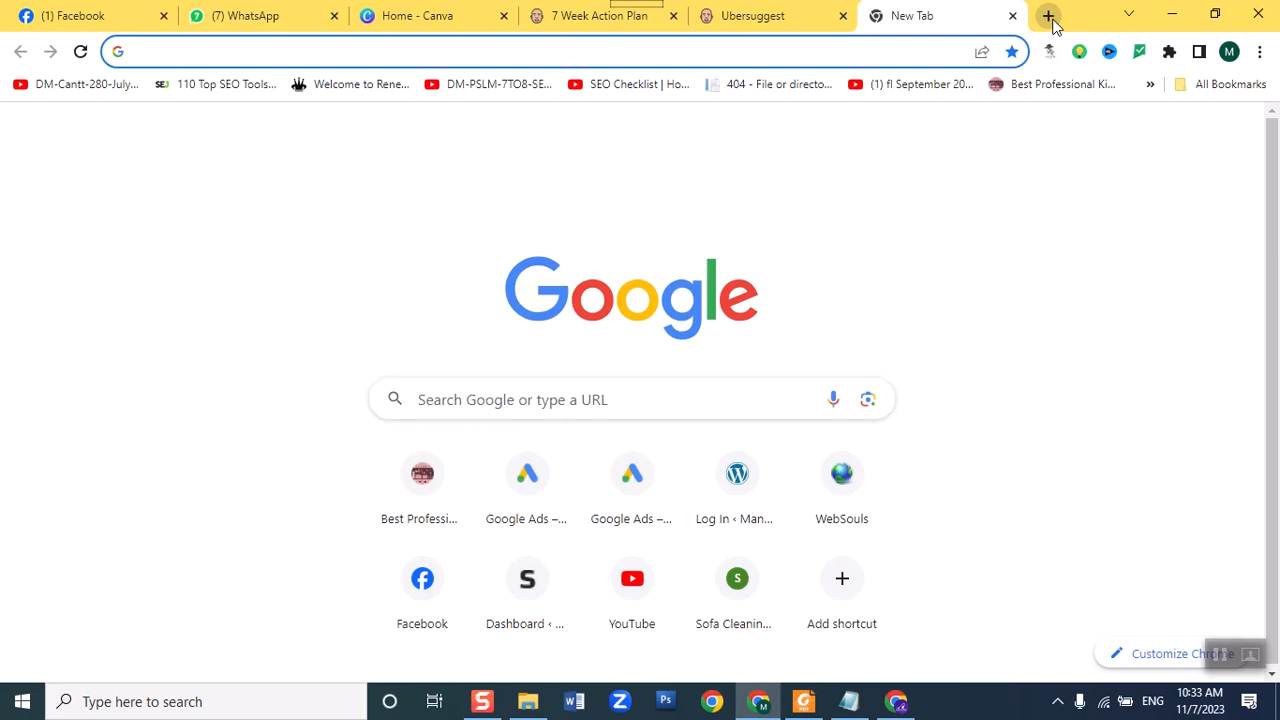 (1) Facebook
(7) WhatsApp
Home - Canva
7 Week Action Plan
Ubersuggest
New Tab
M
DM-Cantt-280-July...
SEJ 110 Top SEO Tools...
Welcome to Rene...
DM-PSLM-7TO8-SE...
SEO Checklist | Ho...
404 - File or directo...
(1) fl September 20...
Best Professional Ki...
»
All Bookmarks
Google
Search Google or type a URL
Best Professi...
Google Ads –...
Google Ads –...
Log In ‹ Man...
WebSouls
S
S
Facebook
Dashboard ‹ ...
YouTube
Sofa Cleanin...
Add shortcut
Customize Chrome
Type here to search
S
W
Z
Ps
M
PDF
ENG
10:33 AM
11/7/2023